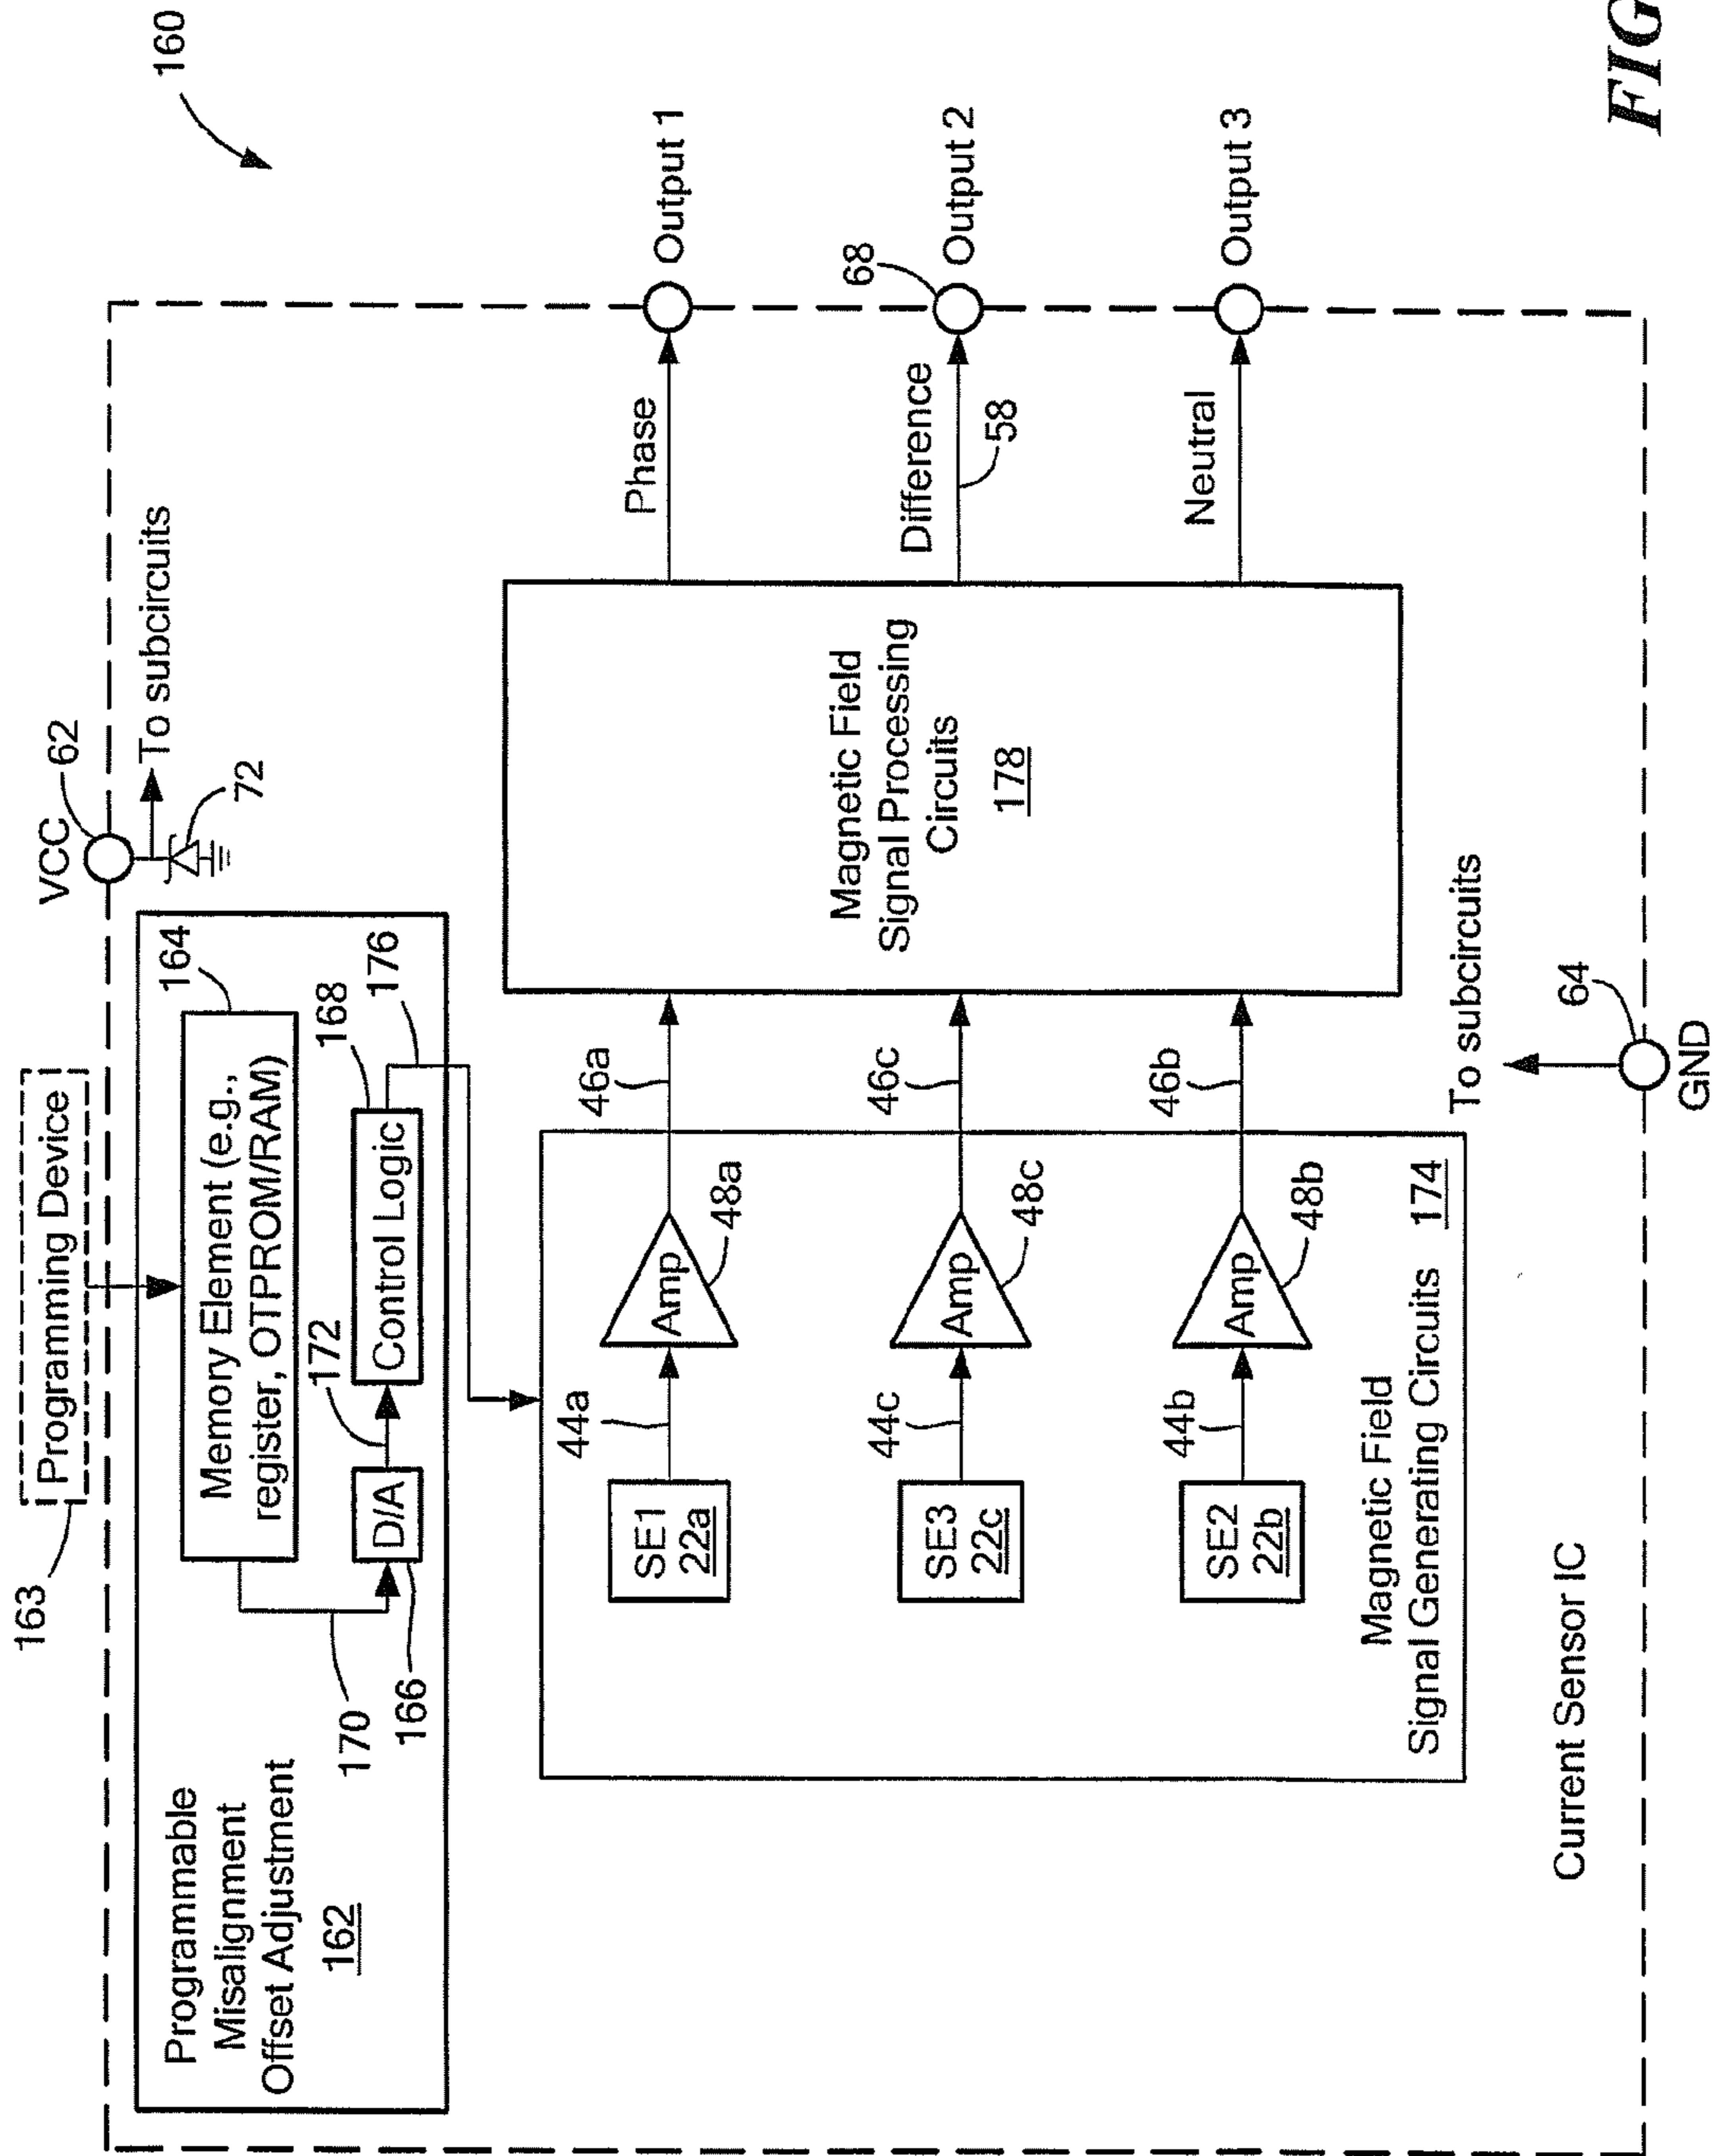 163
Programming Device
VCC
62
To subcircuits
72
160
Programmable
Misalignment
Offset Adjustment
162
Memory Element (e.g.,
register, OTPROM/RAM)
164
170
172
D/A
166
Control Logic
168
176
SE1
22a
44a
Amp
48a
46a
SE3
22c
44c
Amp
48c
46c
SE2
22b
44b
Amp
48b
46b
Magnetic Field
Signal Generating Circuits 174
Magnetic Field
Signal Processing
Circuits
178
Phase
Output 1
Difference
58
68
Output 2
Neutral
Output 3
Current Sensor IC
To subcircuits
64
GND
FIG